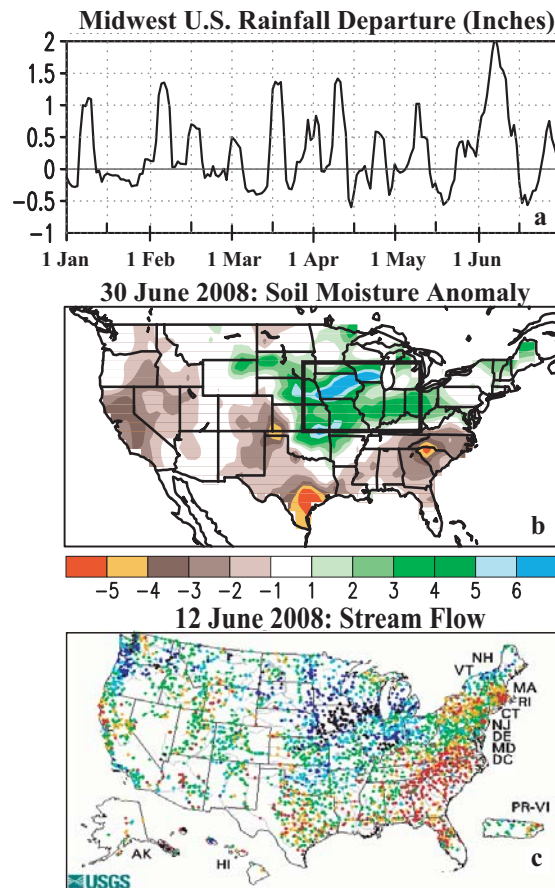 Midwest U.S. Rainfall Departure (Inches)
2
1.5
1
0.5
0
−0.5
−1
a
1 Jan 1 Feb 1 Mar 1 Apr 1 May 1 Jun
30 June 2008: Soil Moisture Anomaly
b
−5 −4 −3 −2 −1 1 2 3 4 5 6
12 June 2008: Stream Flow
NH
VT
MA
RI
CT
NJ
DE
MD
DC
PR-VI
AK
HI
c
USGS